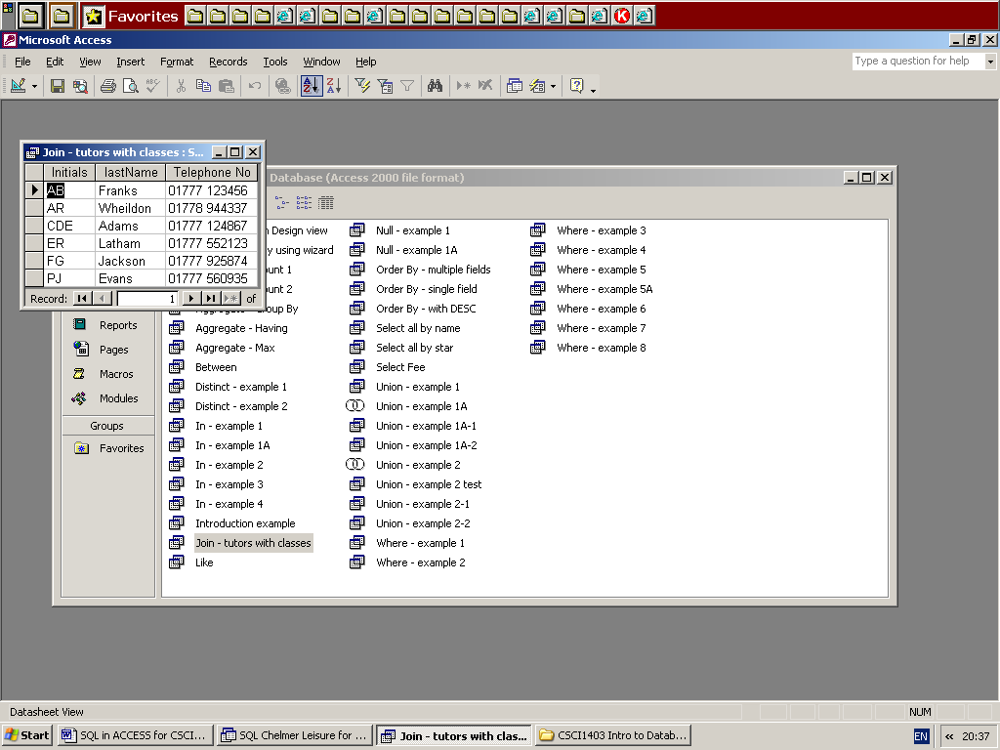 Favorites
K
Microsoft Access
File Edit View Insert Format Records Tools Window Help
Type a question for help
Join - tutors with classes : S...
Initials lastName Telephone No
AB Franks 01777 123456
AR Wheildon 01778 944337
CDE Adams 01777 124867
ER Latham 01777 552123
FG Jackson 01777 925874
PJ Evans 01777 560935
Record: 1 of
Database (Access 2000 file format)
Reports
Pages
Macros
Modules
Groups
Favorites
Design view
by using wizard
ount 1
ount 2
Aggregate - Group By
Aggregate - Having
Aggregate - Max
Between
Distinct - example 1
Distinct - example 2
In - example 1
In - example 1A
In - example 2
In - example 3
In - example 4
Introduction example
Join - tutors with classes
Like
Null - example 1
Null - example 1A
Order By - multiple fields
Order By - single field
Order By - with DESC
Select all by name
Select all by star
Select Fee
Union - example 1
Union - example 1A
Union - example 1A-1
Union - example 1A-2
Union - example 2
Union - example 2 test
Union - example 2-1
Union - example 2-2
Where - example 1
Where - example 2
Where - example 3
Where - example 4
Where - example 5
Where - example 5A
Where - example 6
Where - example 7
Where - example 8
Datasheet View
NUM
Start
SQL in ACCESS for CSCI...
SQL Chelmer Leisure for ...
Join - tutors with clas...
CSCI1403 Intro to Datab...
EN
« 20:37